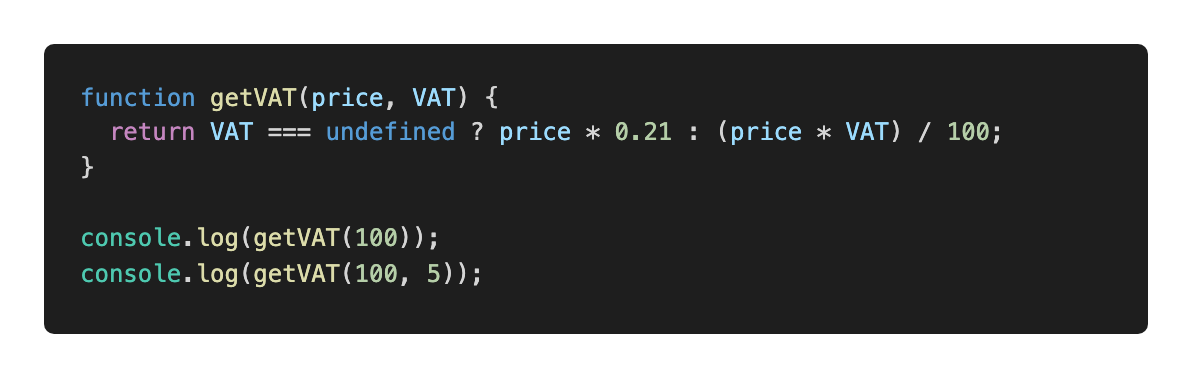 function getVAT(price, VAT) {
  return VAT === undefined ? price * 0.21 : (price * VAT) / 100;
}

console.log(getVAT(100));
console.log(getVAT(100, 5));